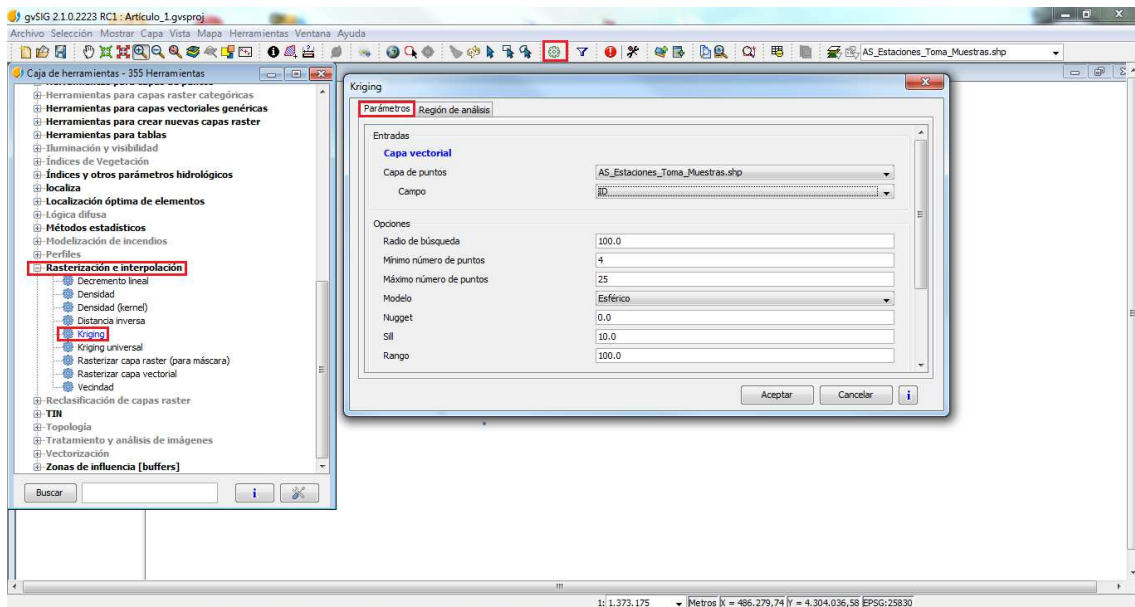 gvSIG 2.1.0.2223 RC1 : Artículo_1.gvsproj
Archivo Selección Mostrar Capa Vista Mapa Herramientas Ventana Ayuda
AS_Estaciones_Toma_Muestras.shp
Caja de herramientas - 355 Herramientas
Herramientas para capas raster categóricas
Herramientas para capas vectoriales genéricas
Herramientas para crear nuevas capas raster
Herramientas para tablas
Iluminación y visibilidad
Índices de Vegetación
Índices y otros parámetros hidrológicos
localiza
Localización óptima de elementos
Lógica difusa
Métodos estadísticos
Modelización de incendios
Perfiles
Rasterización e interpolación
Decremento lineal
Densidad
Densidad (kernel)
Distancia inversa
Kriging
Kriging universal
Rasterizar capa raster (para máscara)
Rasterizar capa vectorial
Vecindad
Reclasificación de capas raster
TIN
Topología
Tratamiento y análisis de imágenes
Vectorización
Zonas de influencia [buffers]
Buscar
i
Kriging
Parámetros Región de análisis
Entradas
Capa vectorial
Capa de puntos AS_Estaciones_Toma_Muestras.shp
Campo ID
Opciones
Radio de búsqueda 100.0
Mínimo número de puntos 4
Máximo número de puntos 25
Modelo Esférico
Nugget 0.0
Sill 10.0
Rango 100.0
Aceptar Cancelar i
1: 1.373.175 Metros X = 486.279,74 Y = 4.304.036,58 EPSG:25830